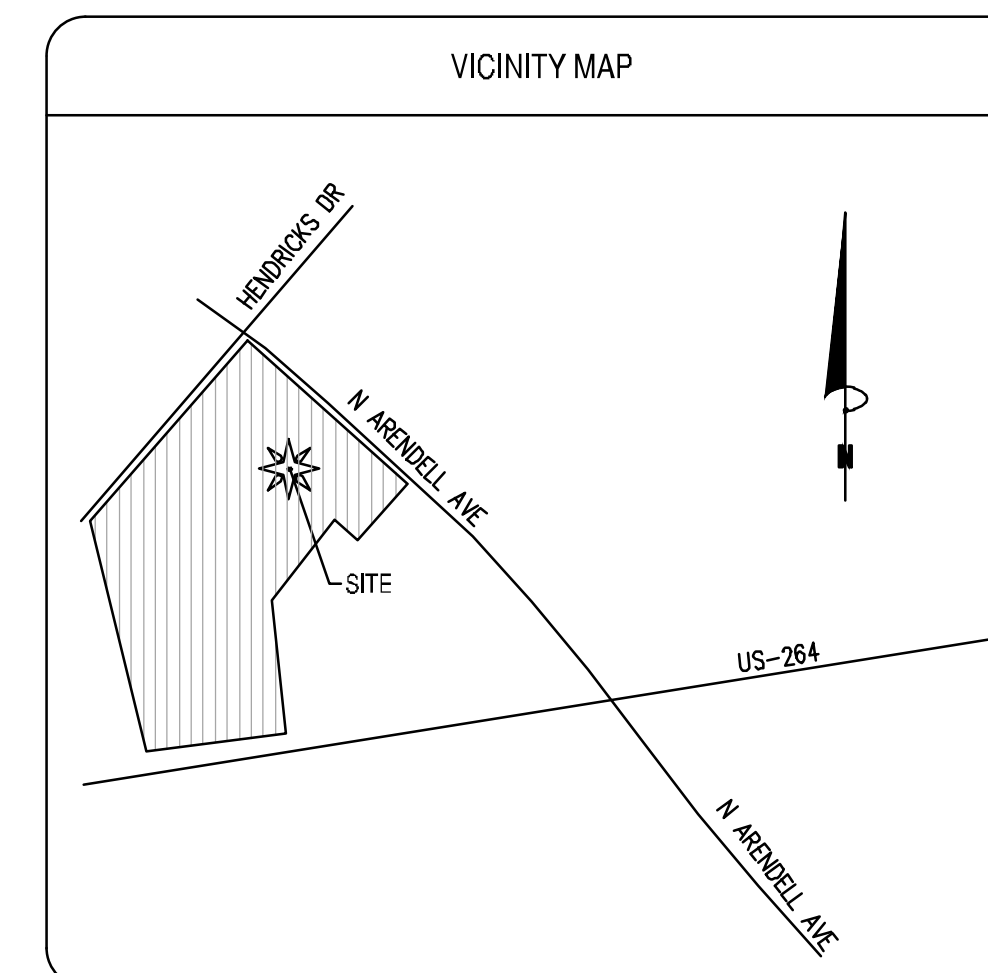 VICINITY MAP
HENDRICKS DR
N ARENDELL AVE
N
SITE
US-264
N ARENDELL AVE